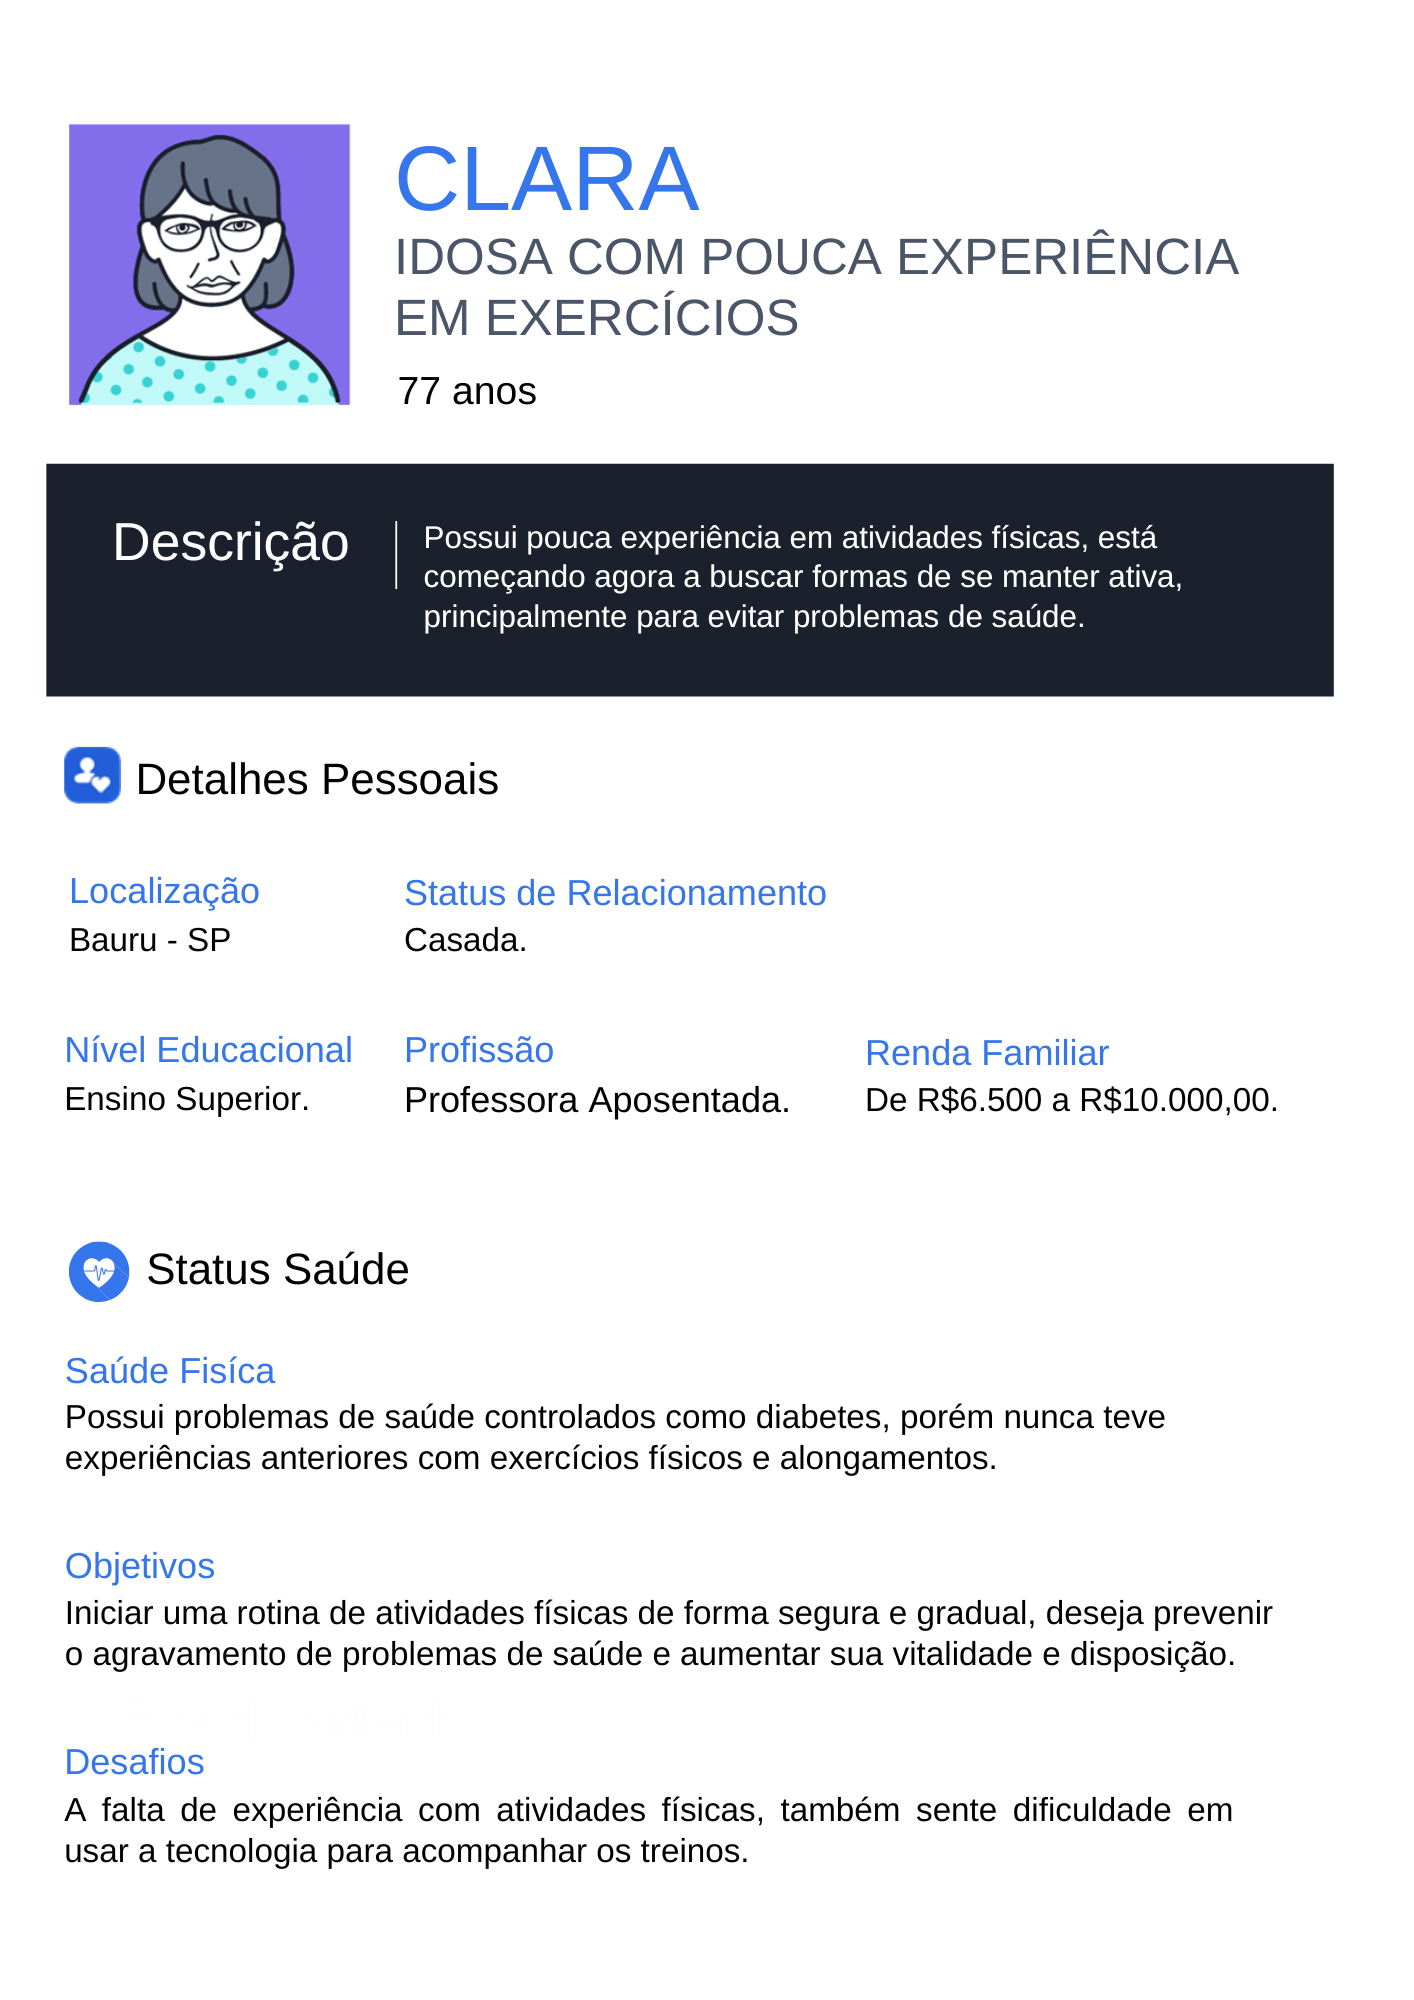 CLARA
IDOSA COM POUCA EXPERIÊNCIA
EM EXERCÍCIOS
77 anos
Descrição
Possui pouca experiência em atividades físicas, está
começando agora a buscar formas de se manter ativa,
principalmente para evitar problemas de saúde.
Detalhes Pessoais
Localização
Bauru - SP
Status de Relacionamento
Casada.
Nível Educacional
Ensino Superior.
Profissão
Professora Aposentada.
Renda Familiar
De R$6.500 a R$10.000,00.
Status Saúde
Saúde Fisíca
Possui problemas de saúde controlados como diabetes, porém nunca teve
experiências anteriores com exercícios físicos e alongamentos.
Objetivos
Iniciar uma rotina de atividades físicas de forma segura e gradual, deseja prevenir
o agravamento de problemas de saúde e aumentar sua vitalidade e disposição.
Desafios
A falta de experiência com atividades físicas, também sente dificuldade em
usar a tecnologia para acompanhar os treinos.